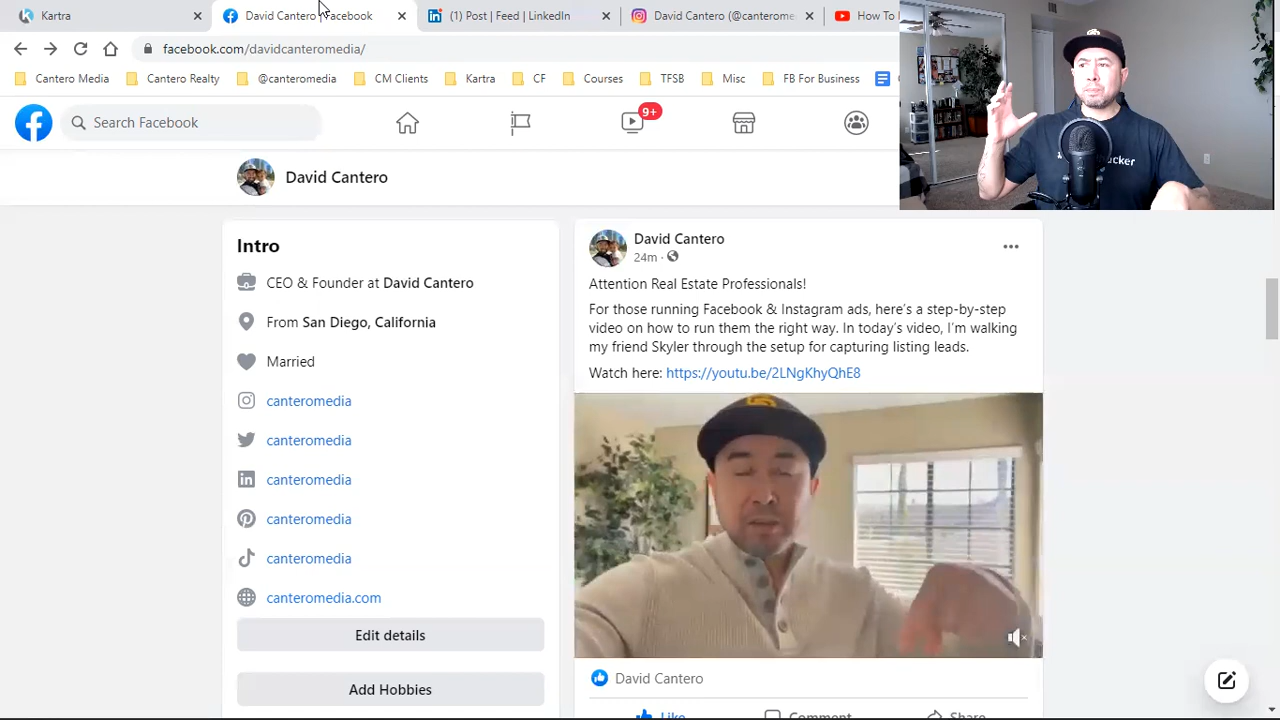 Kartra
David Cantero | Facebook
(1) Post | Feed | LinkedIn
David Cantero (@canterome
How To
facebook.com/davidcanteromedia/
Cantero Media
Cantero Realty
@canteromedia
CM Clients
Kartra
CF
Courses
TFSB
Misc
FB For Business
Search Facebook
9+
David Cantero
Intro
CEO & Founder at David Cantero
From San Diego, California
Married
canteromedia
canteromedia
canteromedia
canteromedia
canteromedia
canteromedia.com
Edit details
Add Hobbies
David Cantero
24m ·
Attention Real Estate Professionals!
For those running Facebook & Instagram ads, here's a step-by-step
video on how to run them the right way. In today's video, I'm walking
my friend Skyler through the setup for capturing listing leads.
Watch here: https://youtu.be/2LNgKhyQhE8
David Cantero
Like
Comment
Share